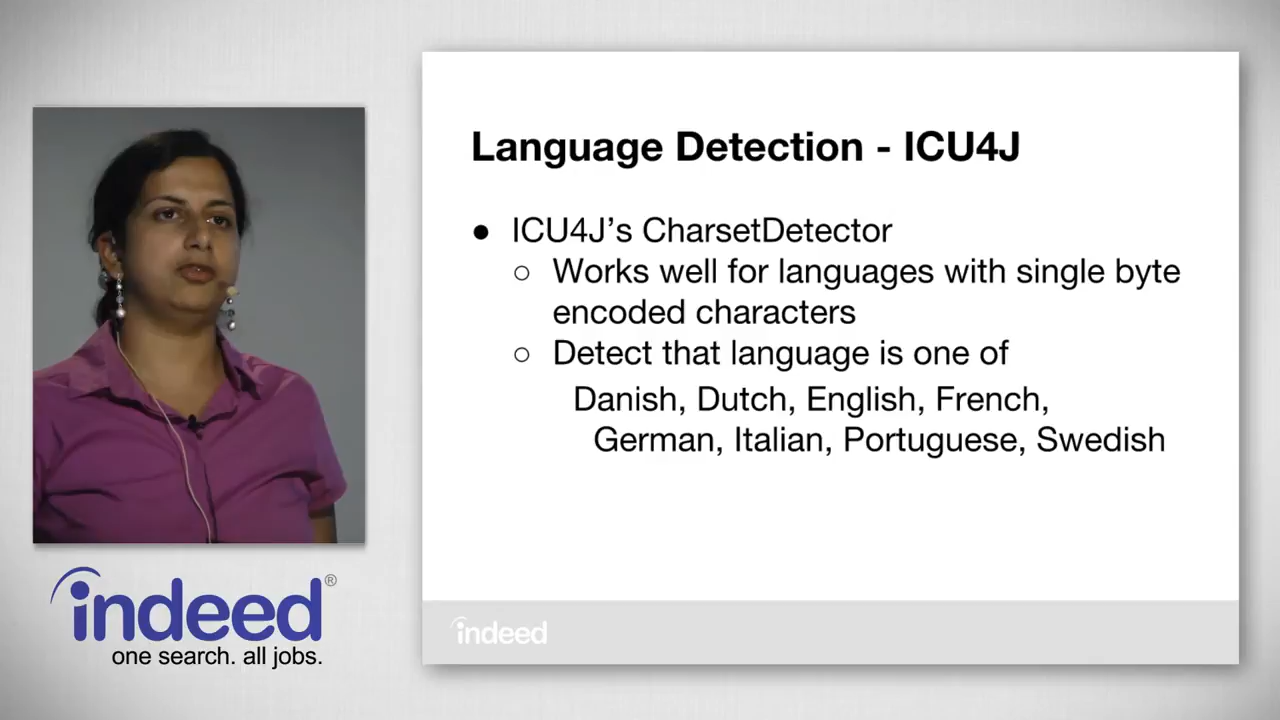 Language Detection - ICU4J
● ICU4J’s CharsetDetector
○ Works well for languages with single byte
encoded characters
○ Detect that language is one of
Danish, Dutch, English, French,
German, Italian, Portuguese, Swedish
indeed®
one search. all jobs.
indeed